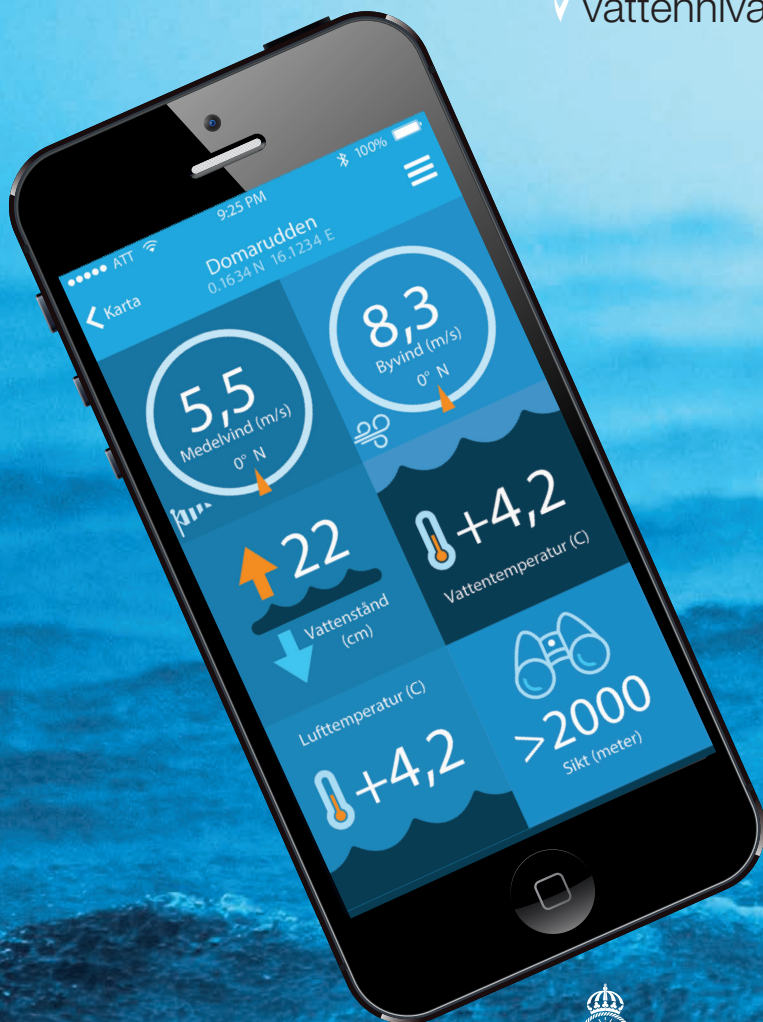 ATT 9:25 PM 100%
Karta
Domarudden
0.1634 N 16.1234 E
5,5
Medelvind (m/s)
0° N
8,3
Byvind (m/s)
0° N
22
Vattenstånd
(cm)
+4,2
Vattentemperatur (C)
Lufttemperatur (C)
+4,2
>2000
Sikt (meter)